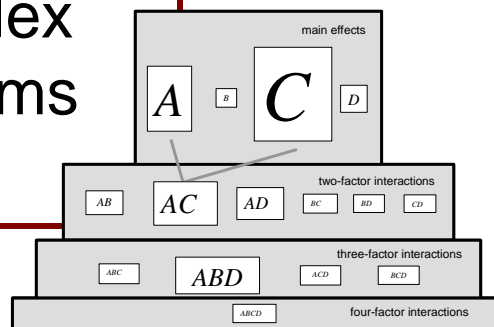 lex
ms
main effects
A B C D
two-factor interactions
AB AC AD BC BD CD
three-factor interactions
ABC ABD ACD BCD
ABCD four-factor interactions